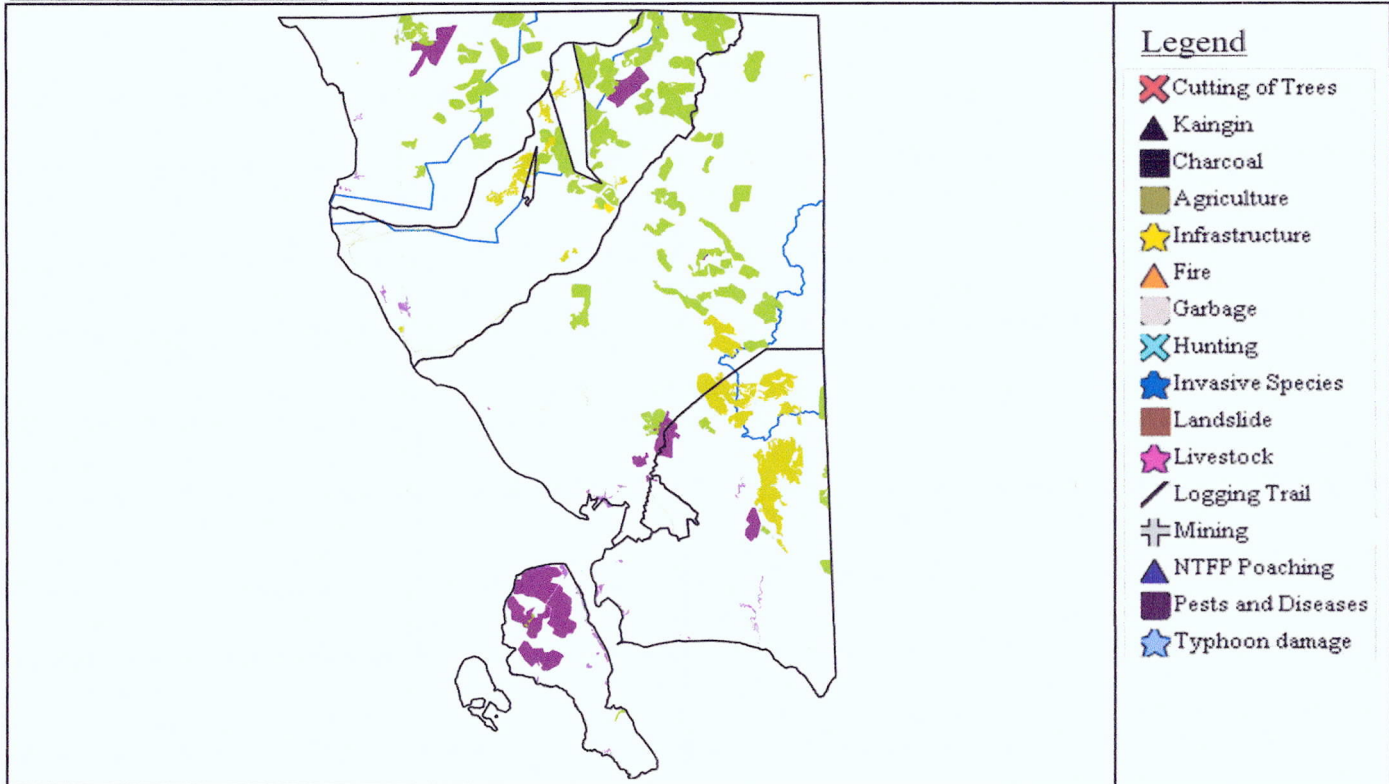 Legend
Cutting of Trees
Kaingin
Charcoal
Agriculture
Infrastructure
Fire
Garbage
Hunting
Invasive Species
Landslide
Livestock
Logging Trail
Mining
NTFP Poaching
Pests and Diseases
Typhoon damage